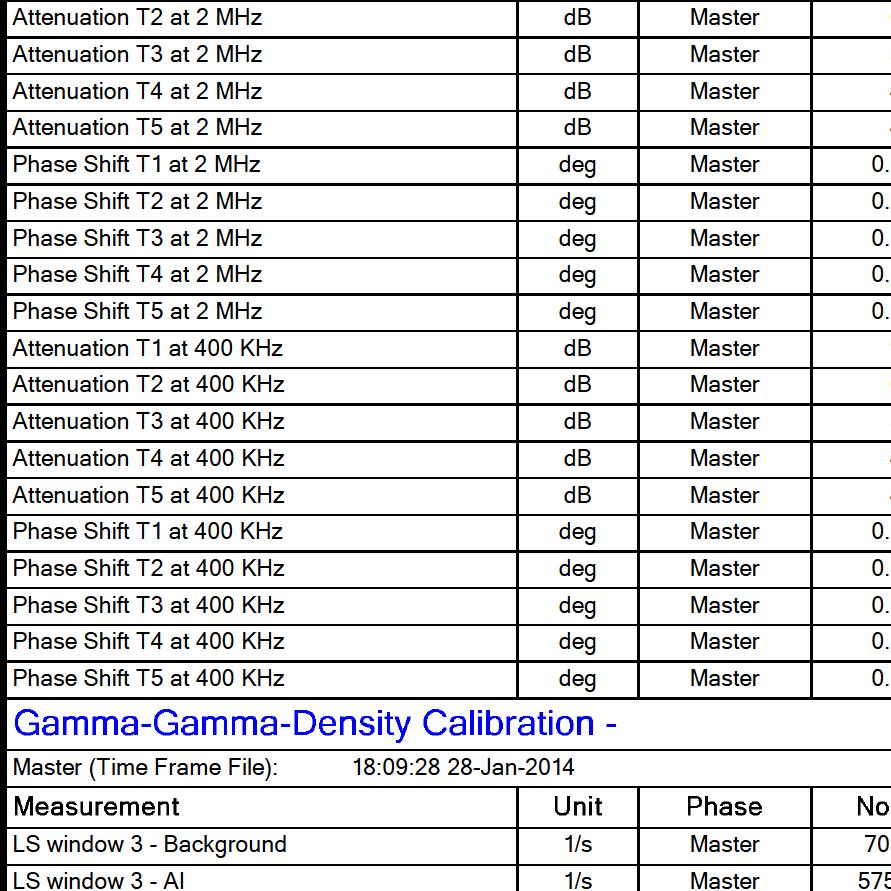 Attenuation T2 at 2 MHz dB Master
Attenuation T3 at 2 MHz dB Master
Attenuation T4 at 2 MHz dB Master
Attenuation T5 at 2 MHz dB Master
Phase Shift T1 at 2 MHz deg Master 0.
Phase Shift T2 at 2 MHz deg Master 0.
Phase Shift T3 at 2 MHz deg Master 0.
Phase Shift T4 at 2 MHz deg Master 0.
Phase Shift T5 at 2 MHz deg Master 0.
Attenuation T1 at 400 KHz dB Master
Attenuation T2 at 400 KHz dB Master
Attenuation T3 at 400 KHz dB Master
Attenuation T4 at 400 KHz dB Master
Attenuation T5 at 400 KHz dB Master
Phase Shift T1 at 400 KHz deg Master 0.
Phase Shift T2 at 400 KHz deg Master 0.
Phase Shift T3 at 400 KHz deg Master 0.
Phase Shift T4 at 400 KHz deg Master 0.
Phase Shift T5 at 400 KHz deg Master 0.
Gamma-Gamma-Density Calibration -
Master (Time Frame File): 18:09:28 28-Jan-2014
Measurement Unit Phase No
LS window 3 - Background 1/s Master 70
LS window 3 - Al 1/s Master 575